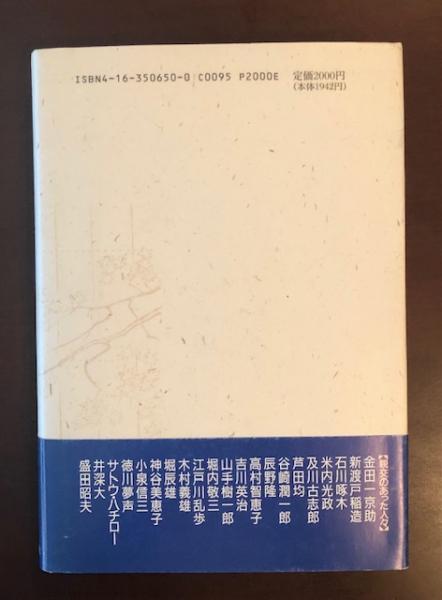 ISBN4-16-350650-0 C0095 P2000E 定価2000円
(本体1942円)
【親交のあった人々】
金田一京助
新渡戸稲造
石川啄木
米内光政
及川古志郎
芦田均
谷崎潤一郎
辰野隆
高村智恵子
吉川英治
山手樹一郎
堀内敬三
江戸川乱歩
木村義雄
堀辰雄
神谷美恵子
小泉信三
徳川夢声
サトウハチロー
井深大
盛田昭夫